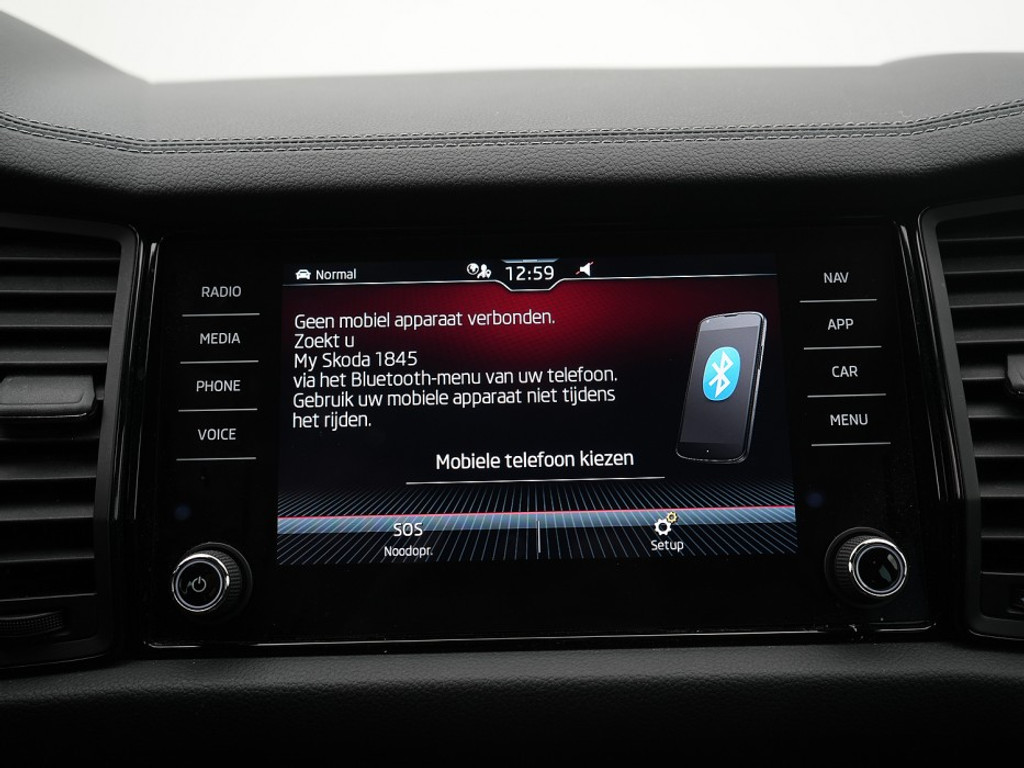 Normal
12:59
RADIO
MEDIA
PHONE
VOICE
Geen mobiel apparaat verbonden.
Zoekt u
My Skoda 1845
via het Bluetooth-menu van uw telefoon.
Gebruik uw mobiele apparaat niet tijdens
het rijden.
Mobiele telefoon kiezen
SOS
Noodopr.
Setup
NAV
APP
CAR
MENU